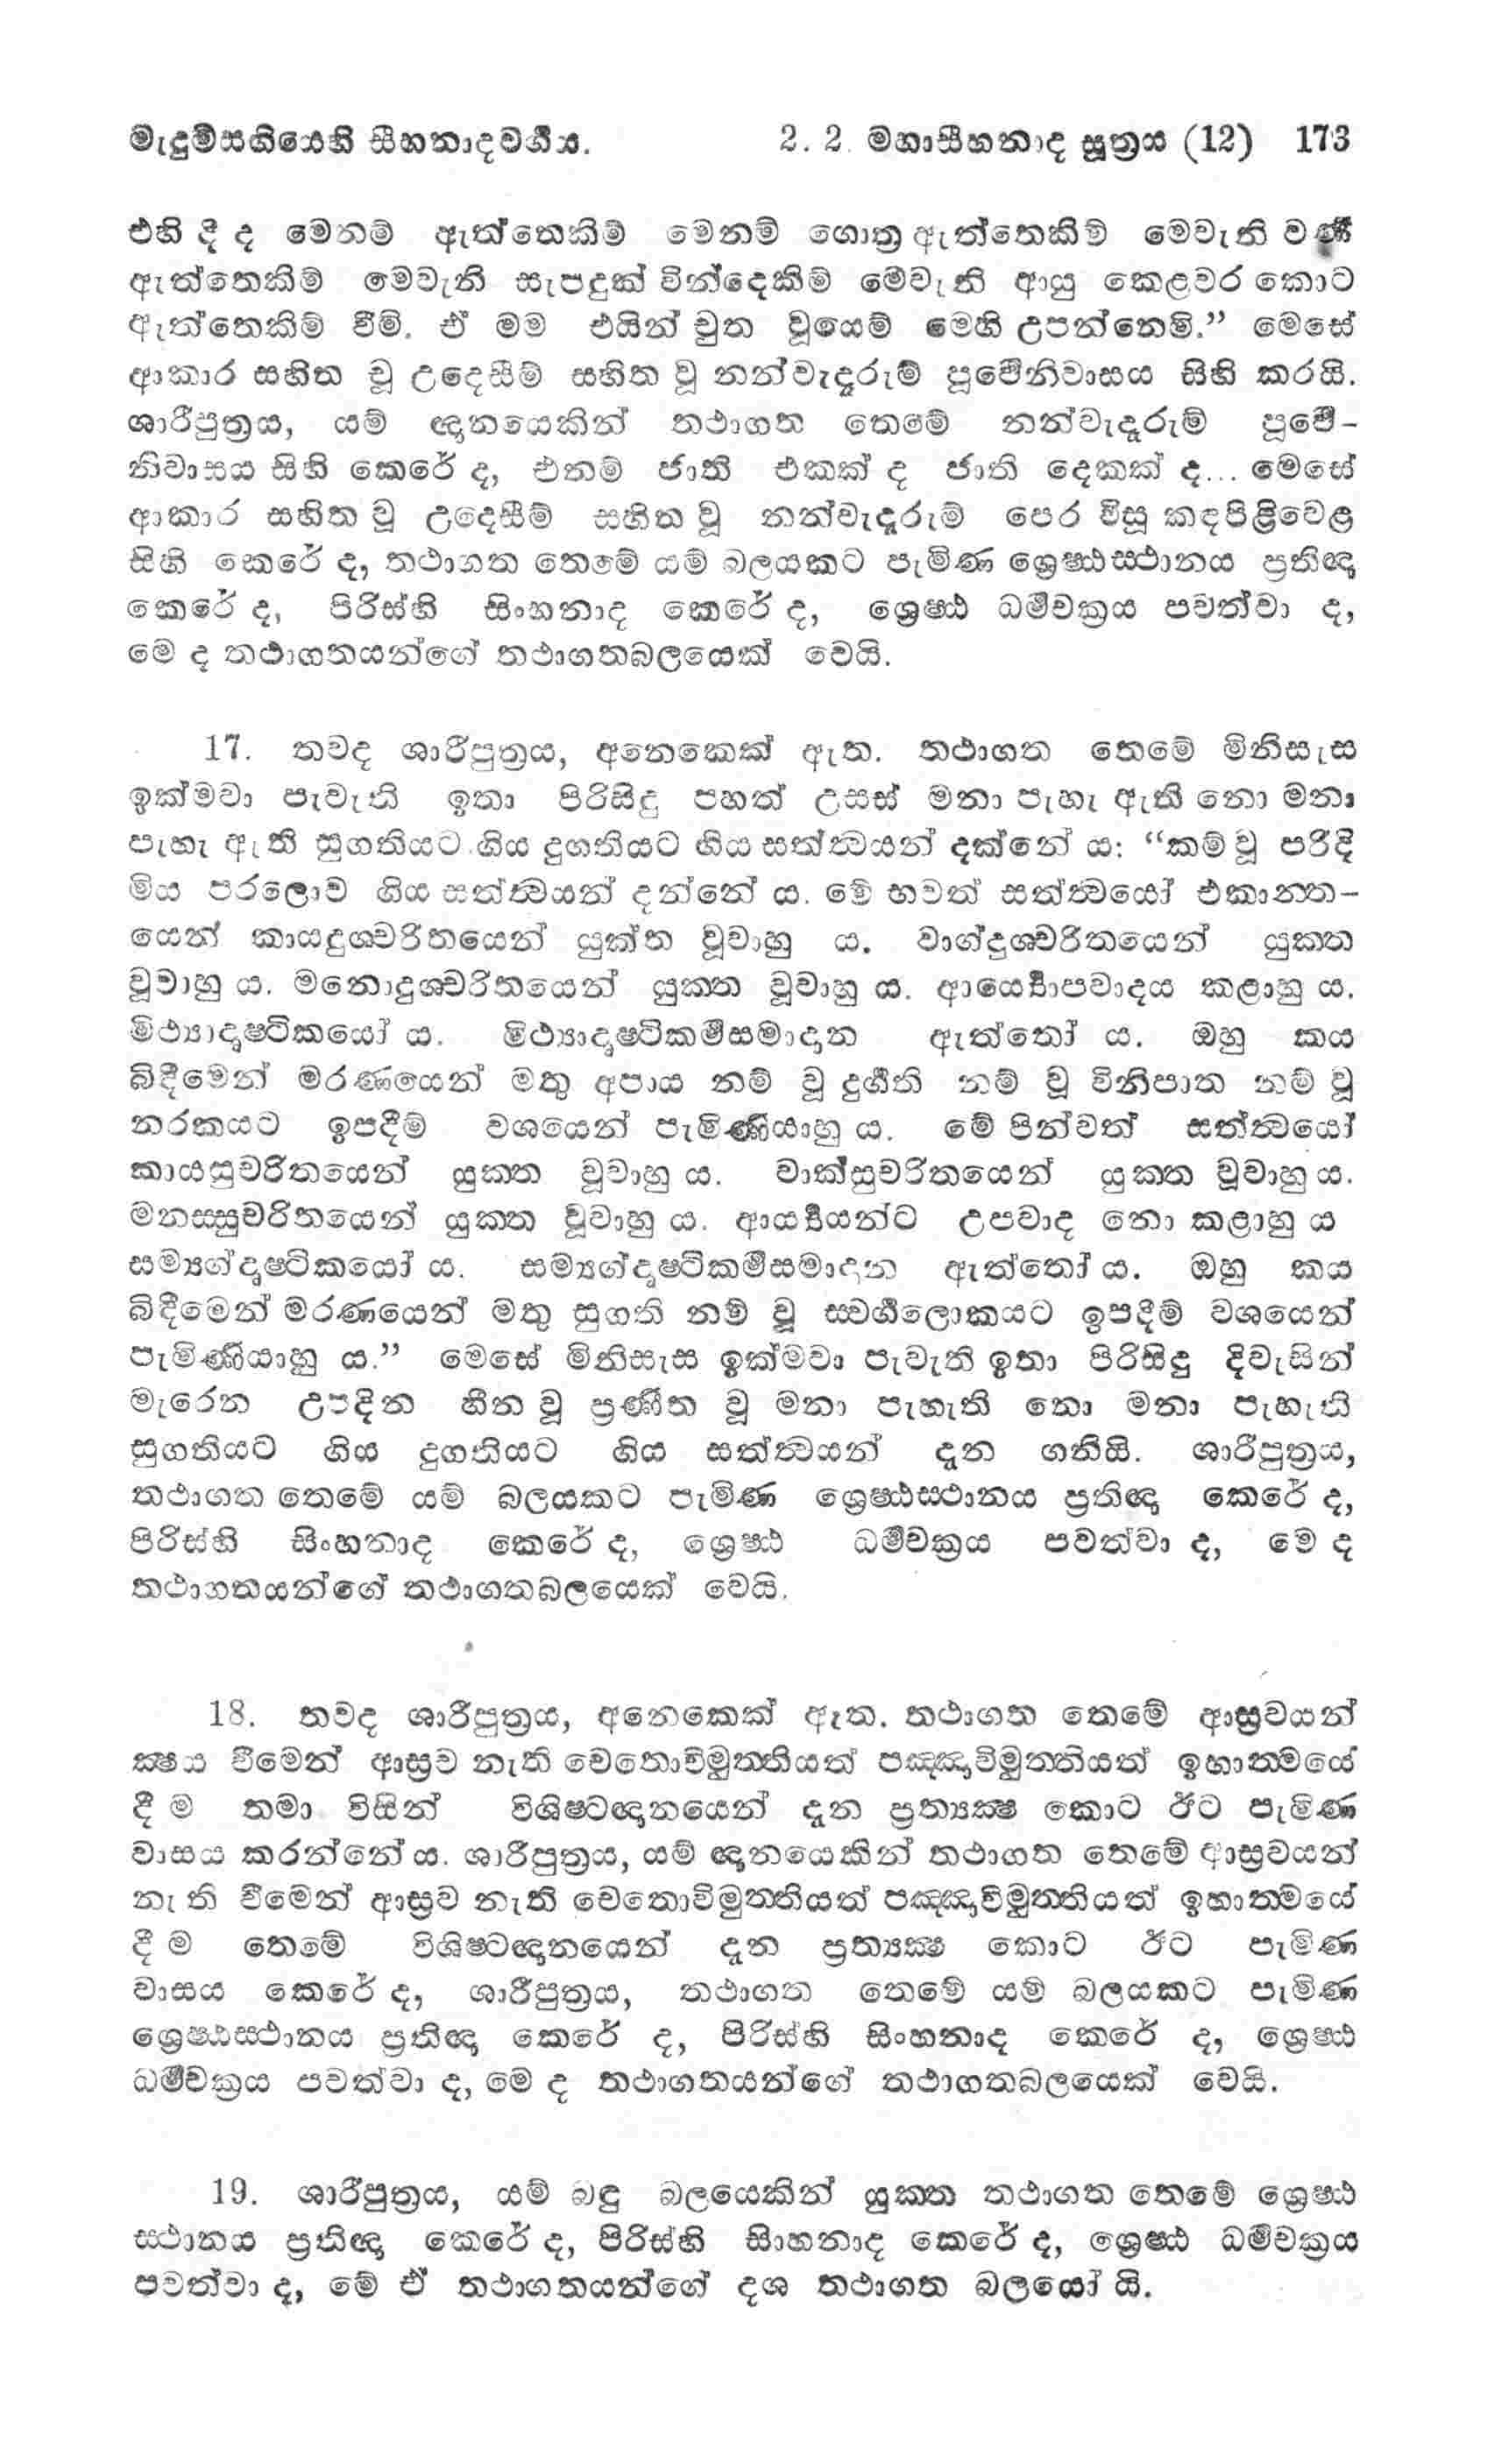 මැදුම්සඟියෙහි සීහනාදවර්‍ගය. 2. 2. මහාසීහනාද සූත්‍රය (12) 173
එහි දී ද මෙනම් ඇත්තෙකිම් මෙනම් ගොත්‍ර ඇත්තෙකිම් මෙවැනි වර්‍ණ
ඇත්තෙකිම් මෙවැනි සැපදුක් වින්දෙකිම් මෙවැනි ආයු කෙළවර කොට
ඇත්තෙකිම් වීමි. ඒ මම එයින් චුත වූයෙම් මෙහි උපන්නෙමි.” මෙසේ
ආකාර සහිත වූ උදෙසීම් සහිත වූ නන්වැදෑරුම් පූර්‍වෙනිවාසය සිහි කරයි.
ශාරීපුත්‍රය, යම් ඥානයෙකින් තථාගත තෙමේ නන්වැදෑරුම් පූර්‍වෙ-
නිවාසය සිහි කෙරේ ද, එනම් ජාති එකක් ද ජාති දෙකක් ද... මෙසේ
ආකාර සහිත වූ උදෙසීම් සහිත වූ නන්වැදෑරුම් පෙර විසූ කඳපිළිවෙළ
සිහි කෙරේ ද, තථාගත තෙමේ යම් බලයකට පැමිණ ශ්‍රෙෂ්ඨස්ථානය ප්‍රතිඥා
කෙරේ ද, පිරිස්හි සිංහනාද කෙරේ ද, ශ්‍රෙෂ්ඨ ධර්‍මචක්‍රය පවත්වා ද,
මෙ ද තථාගතයන්ගේ තථාගතබලයෙක් වෙයි.
17. තවද ශාරීපුත්‍රය, අනෙකෙක් ඇත. තථාගත තෙමේ මිනිසැස
ඉක්මවා පැවැති ඉතා පිරිසිදු පහත් උසස් මනා පැහැ ඇති නො මනා
පැහැ ඇති සුගතියට ගිය දුගතියට ගිය සත්ත්වයන් දක්නේ ය: “කම් වූ පරිදි
මිය පරලොව ගිය සත්ත්වයන් දන්නේ ය. මේ භවත් සත්ත්වයෝ එකාන්ත-
යෙන් කායදුශ්චරිතයෙන් යුක්ත වූවාහු ය. වාග්දුශ්චරිතයෙන් යුක්ත
වූවාහු ය. මනොදුශ්චරිතයෙන් යුක්ත වූවාහු ය. ආර්‍ය්‍යොපවාදය කළාහු ය.
මිථ්‍යාදෘෂ්ටිකයෝ ය. මිථ්‍යාදෘෂ්ටිකර්‍මසමාදාන ඇත්තෝ ය. ඔහු කය
බිඳීමෙන් මරණයෙන් මතු අපාය නම් වූ දුර්‍ගති නම් වූ විනිපාත නම් වූ
නරකයට ඉපදීම් වශයෙන් පැමිණියාහු ය. මේ පින්වත් සත්ත්වයෝ
කායසුචරිතයෙන් යුක්ත වූවාහු ය. වාක්සුචරිතයෙන් යුක්ත වූවාහු ය.
මනස්සුචරිතයෙන් යුක්ත වූවාහු ය. ආර්‍ය්‍යයන්ට උපවාද නො කළාහු ය
සම්‍යග්දෘෂ්ටිකයෝ ය. සම්‍යග්දෘෂ්ටිකර්‍මසමාදාන ඇත්තෝ ය. ඔහු කය
බිඳීමෙන් මරණයෙන් මතු සුගති නම් වූ ස්වර්‍ගලොකයට ඉපදීම් වශයෙන්
පැමිණියාහු ය.” මෙසේ මිනිසැස ඉක්මවා පැවැති ඉතා පිරිසිදු දිවැසින්
මැරෙන උපදින හීන වූ ප්‍රණීත වූ මනා පැහැති නො මනා පැහැති
සුගතියට ගිය දුගතියට ගිය සත්ත්වයන් දැන ගනියි. ශාරීපුත්‍රය,
තථාගත තෙමේ යම් බලයකට පැමිණ ශ්‍රෙෂ්ඨස්ථානය ප්‍රතිඥා කෙරේ ද,
පිරිස්හි සිංහනාද කෙරේ ද, ශ්‍රෙෂ්ඨ ධර්‍මචක්‍රය පවත්වා ද, මෙ ද
තථාගතයන්ගේ තථාගතබලයෙක් වෙයි.
18. තවද ශාරීපුත්‍රය, අනෙකෙක් ඇත. තථාගත තෙමේ ආස්‍රවයන්
ක්ෂය වීමෙන් ආස්‍රව නැති චෙතොවිමුත්තියත් පඤ්ඤාවිමුත්තියත් ඉහාත්මයේ
දී ම තමා විසින් විශිෂ්ටඥානයෙන් දැන ප්‍රත්‍යක්ෂ කොට ඊට පැමිණ
වාසය කරන්නේ ය. ශාරීපුත්‍රය, යම් ඥානයෙකින් තථාගත තෙමේ ආස්‍රවයන්
නැති වීමෙන් ආස්‍රව නැති චෙතොවිමුත්තියත් පඤ්ඤාවිමුත්තියත් ඉහාත්මයේ
දී ම තෙමේ විශිෂ්ටඥානයෙන් දැන ප්‍රත්‍යක්ෂ කොට ඊට පැමිණ
වාසය කෙරේ ද, ශාරීපුත්‍රය, තථාගත තෙමේ යම් බලයකට පැමිණ
ශ්‍රෙෂ්ඨස්ථානය ප්‍රතිඥා කෙරේ ද, පිරිස්හි සිංහනාද කෙරේ ද, ශ්‍රෙෂ්ඨ
ධර්‍මචක්‍රය පවත්වා ද, මෙ ද තථාගතයන්ගේ තථාගතබලයෙක් වෙයි.
19. ශාරීපුත්‍රය, යම් බඳු බලයෙකින් යුක්ත තථාගත තෙමේ ශ්‍රෙෂ්ඨ
ස්ථානය ප්‍රතිඥා කෙරේ ද, පිරිස්හි සිංහනාද කෙරේ ද, ශ්‍රෙෂ්ඨ ධර්‍මචක්‍රය
පවත්වා ද, මේ ඒ තථාගතයන්ගේ දශ තථාගත බලයෝ යි.